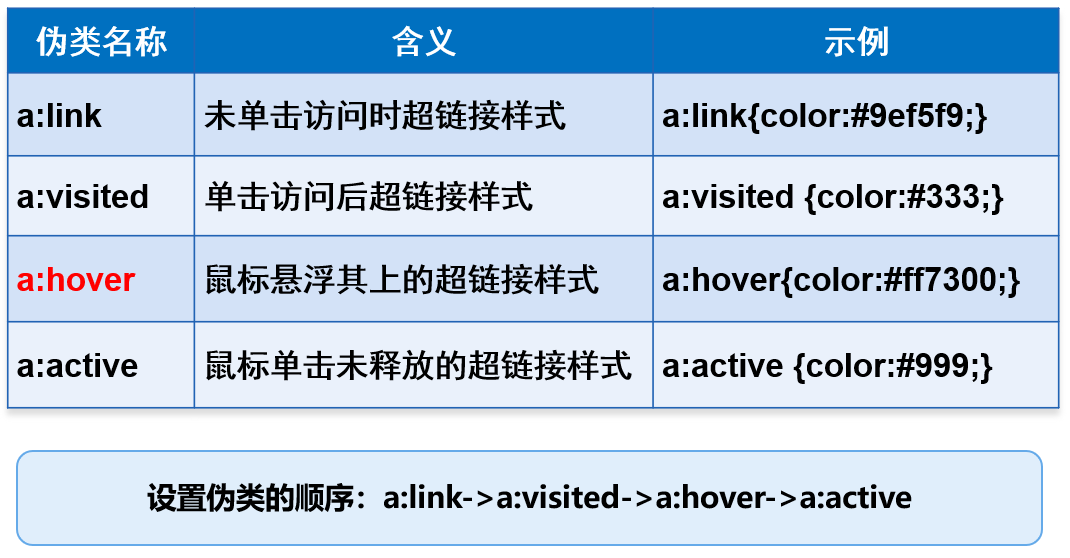 伪类名称 含义 示例
a:link 未单击访问时超链接样式 a:link{color:#9ef5f9;}
a:visited 单击访问后超链接样式 a:visited {color:#333;}
a:hover 鼠标悬浮其上的超链接样式 a:hover{color:#ff7300;}
a:active 鼠标单击未释放的超链接样式 a:active {color:#999;}
设置伪类的顺序：a:link->a:visited->a:hover->a:active